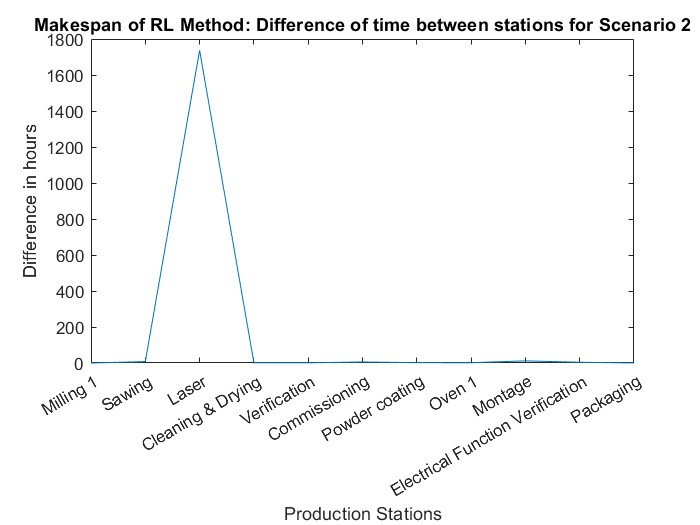 Makespan of RL Method: Difference of time between stations for Scenario 2
1800
1600
1400
1200
1000
800
600
400
200
0
Difference in hours
Milling 1
Sawing
Laser
Cleaning & Drying
Verification
Commissioning
Powder coating
Oven 1
Montage
Electrical Function Verification
Packaging
Production Stations